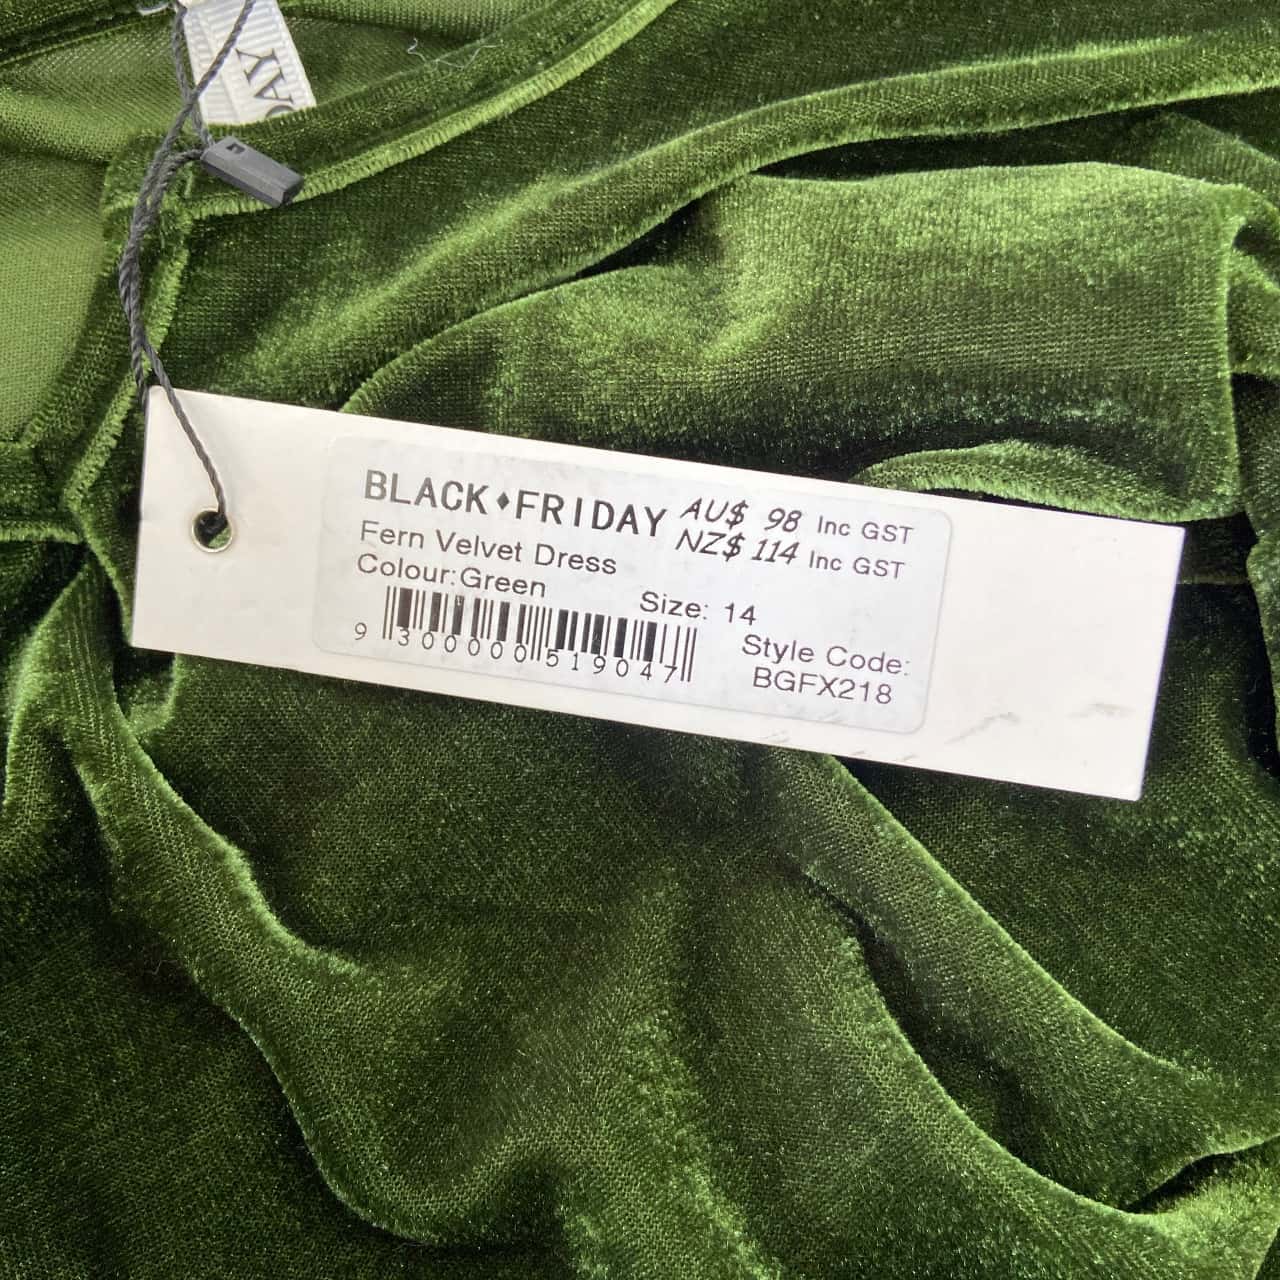 DAY
BLACK♦FRIDAY AU$ 98 Inc GST
NZ$ 114 Inc GST
Fern Velvet Dress
Colour:Green
Size: 14
9 300000 519047
Style Code:
BGFX218